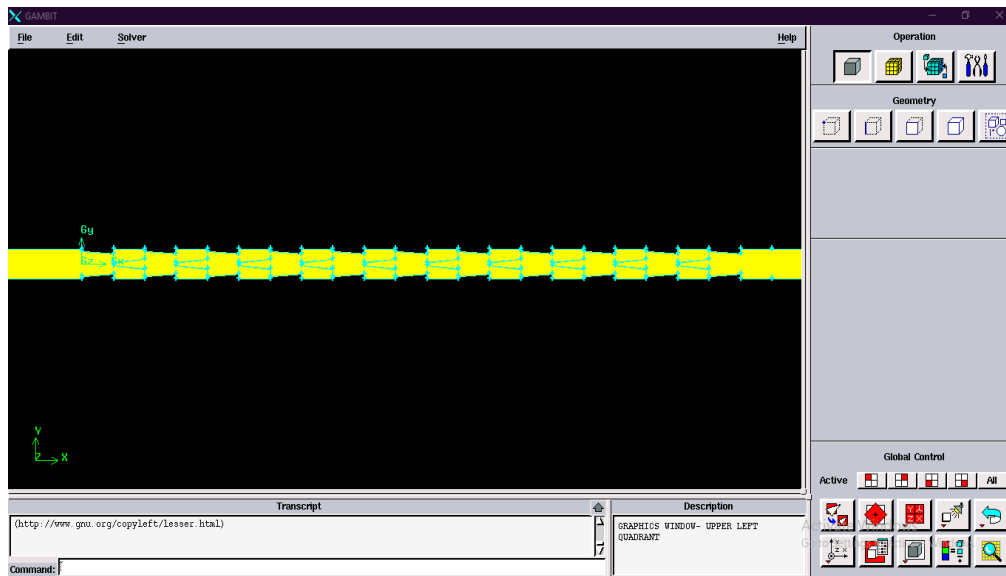 GAMBIT
File Edit Solver Help
Operation
Geometry
Gy
Gz Gx
Y
Z X
Global Control
Active All
Transcript
Description
(http://www.gnu.org/copyleft/lesser.html)
GRAPHICS WINDOW- UPPER LEFT
QUADRANT
Command: